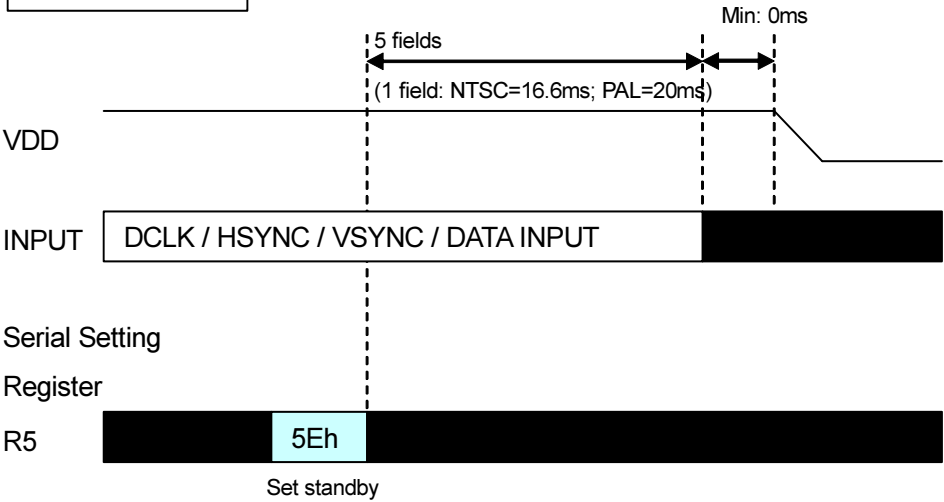 Min: 0ms
5 fields
(1 field: NTSC=16.6ms; PAL=20ms)
VDD
INPUT DCLK / HSYNC / VSYNC / DATA INPUT
Serial Setting
Register
R5 5Eh
Set standby